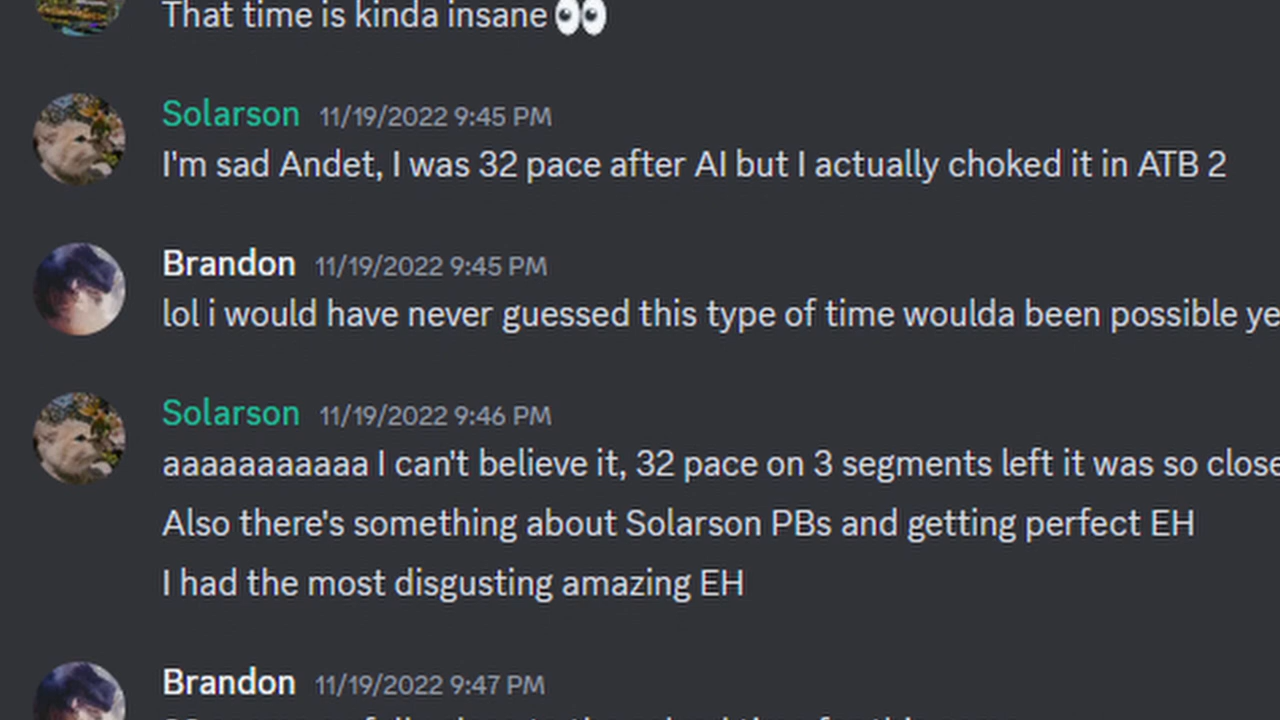 That time is kinda insane 👀
Solarson 11/19/2022 9:45 PM
I'm sad Andet, I was 32 pace after AI but I actually choked it in ATB 2
Brandon 11/19/2022 9:45 PM
lol i would have never guessed this type of time woulda been possible ye
Solarson 11/19/2022 9:46 PM
aaaaaaaaaaa I can't believe it, 32 pace on 3 segments left it was so close
Also there's something about Solarson PBs and getting perfect EH
I had the most disgusting amazing EH
Brandon 11/19/2022 9:47 PM